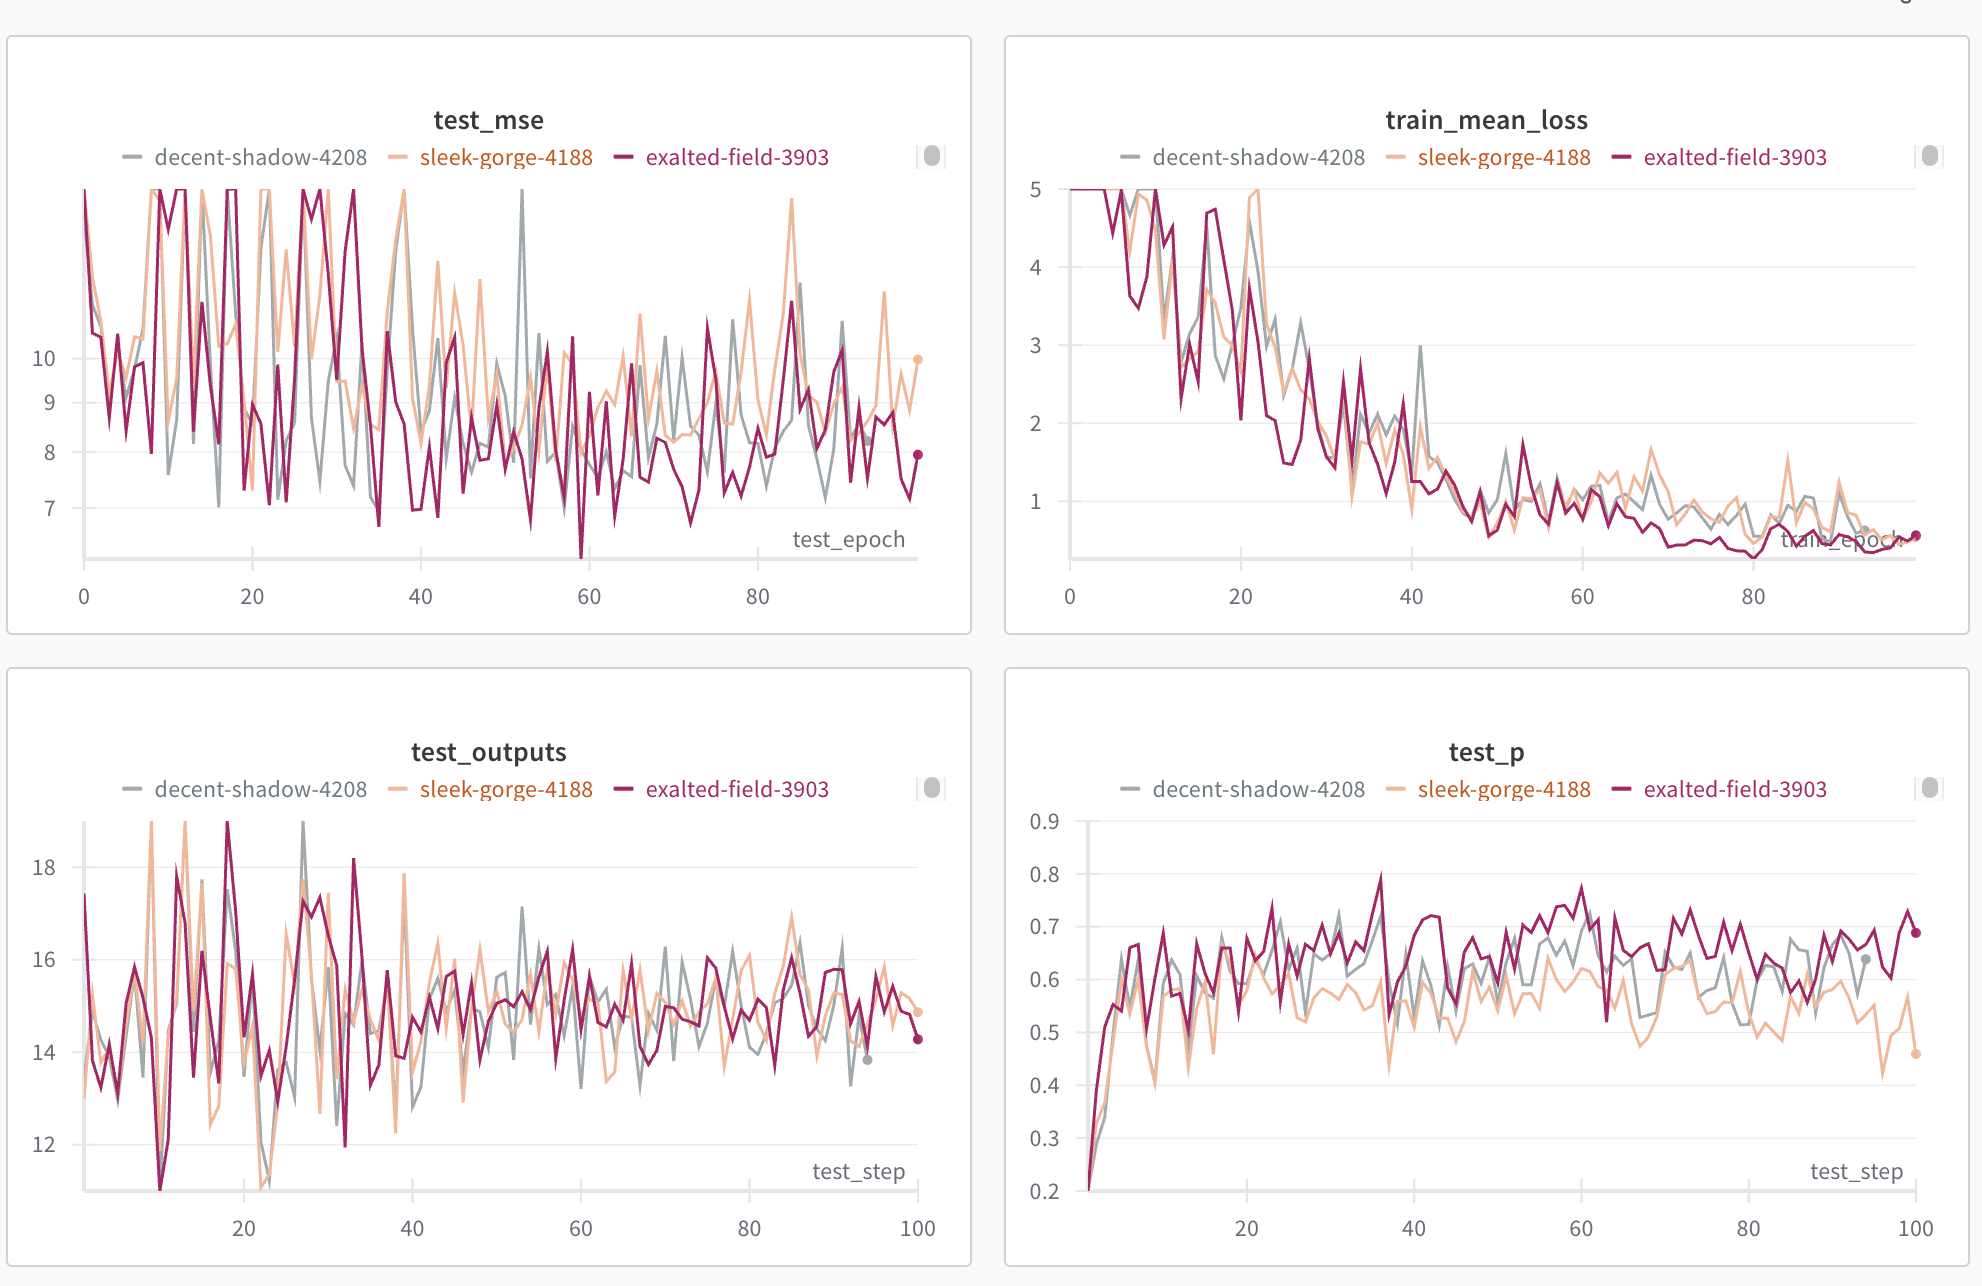 test_mse
decent-shadow-4208 sleek-gorge-4188 exalted-field-3903
10
9
8
7
test_epoch
0 20 40 60 80
train_mean_loss
decent-shadow-4208 sleek-gorge-4188 exalted-field-3903
5
4
3
2
1
train_epoch
0 20 40 60 80
test_outputs
decent-shadow-4208 sleek-gorge-4188 exalted-field-3903
18
16
14
12
test_step
20 40 60 80 100
test_p
decent-shadow-4208 sleek-gorge-4188 exalted-field-3903
0.9
0.8
0.7
0.6
0.5
0.4
0.3
0.2
test_step
20 40 60 80 100